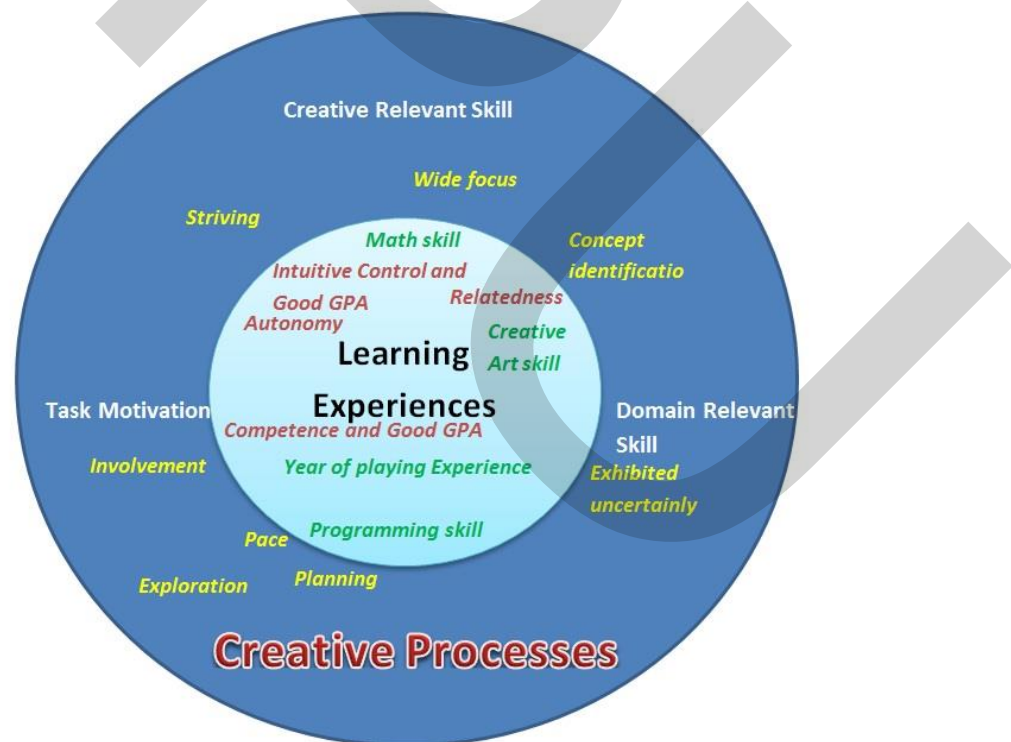 Creative Relevant Skill
Wide focus
Striving
Math skill
Concept
identificatio
Intuitive Control and
Good GPA
Relatedness
Autonomy
Creative
Art skill
Learning
Experiences
Task Motivation
Domain Relevant
Skill
Competence and Good GPA
Involvement
Year of playing Experience
Exhibited
uncertainly
Programming skill
Pace
Planning
Exploration
Creative Processes